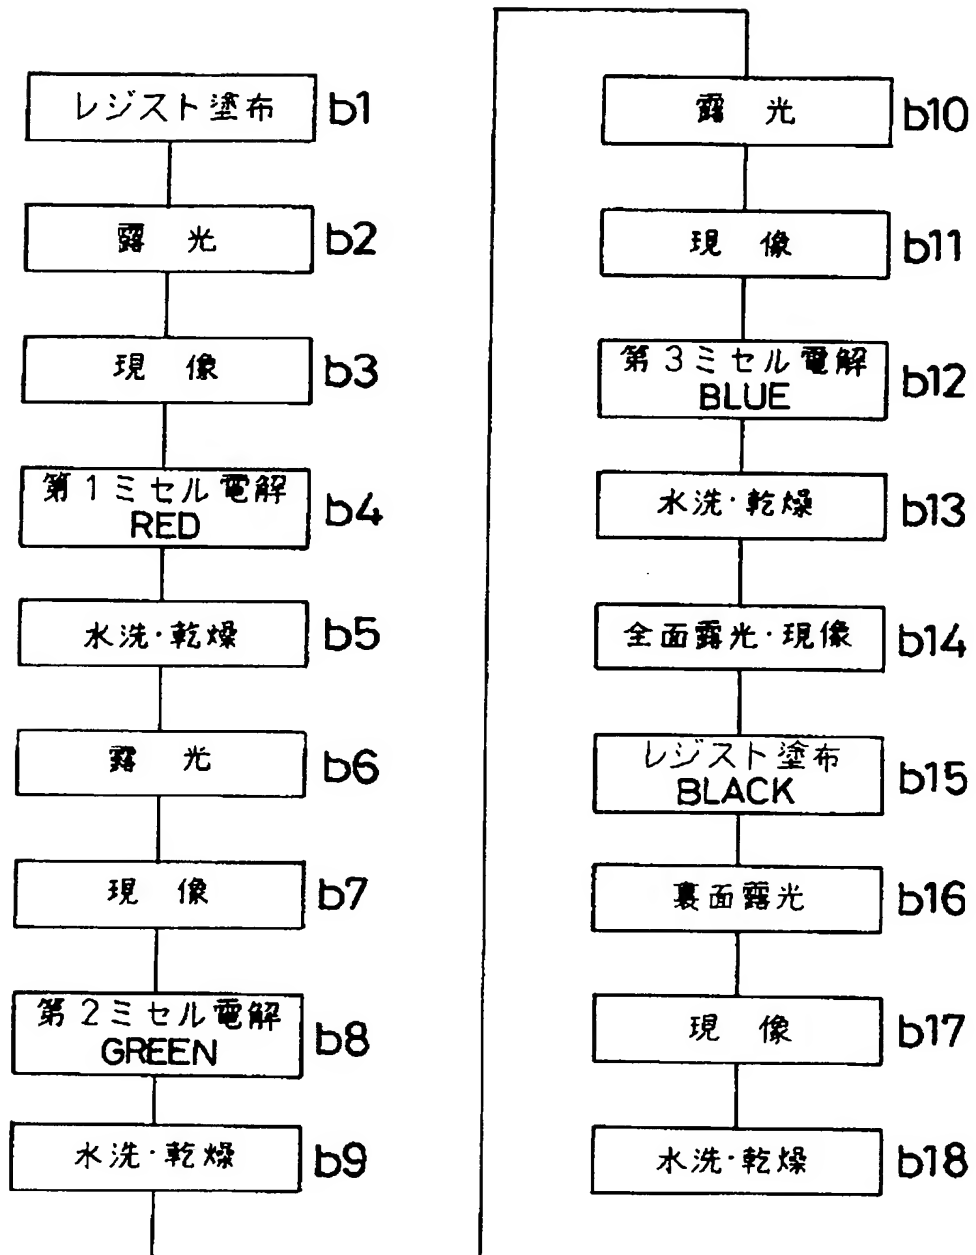 レジスト塗布 b1
露光 b2
現像 b3
第1ミセル電解
RED
b4
水洗・乾燥 b5
露光 b6
現像 b7
第2ミセル電解
GREEN
b8
水洗・乾燥 b9
露光 b10
現像 b11
第3ミセル電解
BLUE
b12
水洗・乾燥 b13
全面露光・現像 b14
レジスト塗布
BLACK
b15
裏面露光 b16
現像 b17
水洗・乾燥 b18